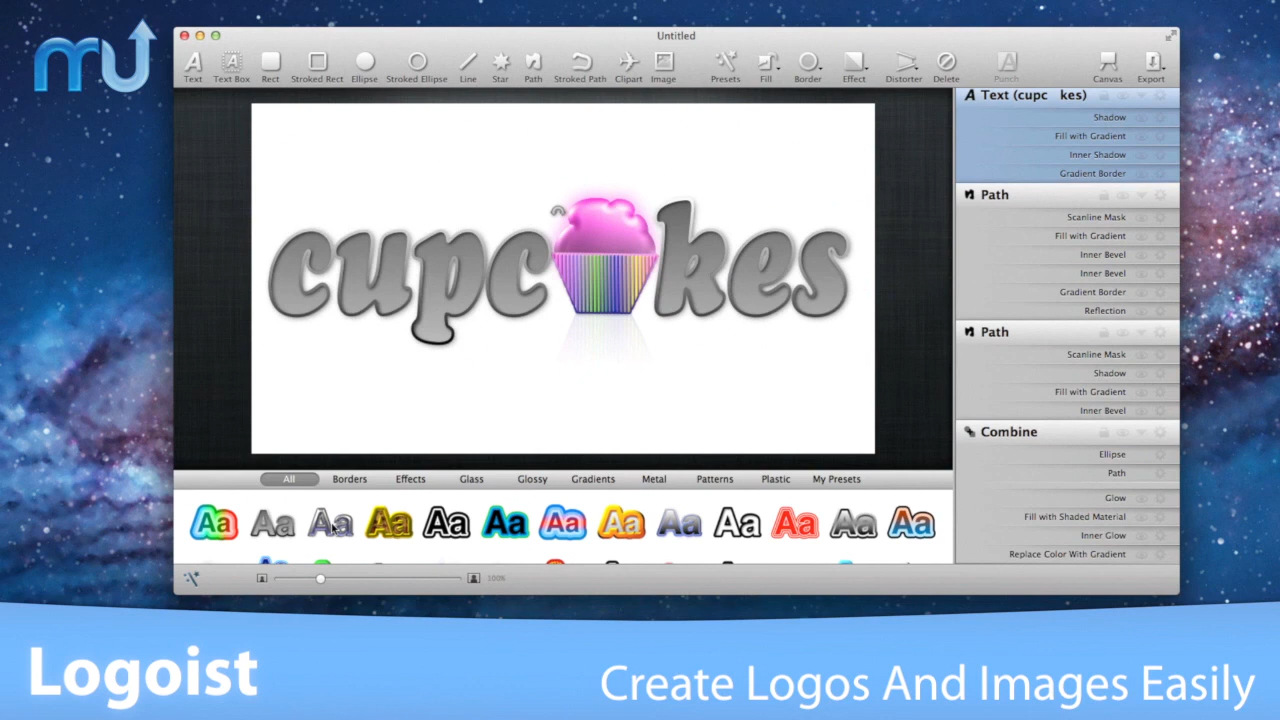 mu
Untitled
Text Text Box Rect Stroked Rect Ellipse Stroked Ellipse Line Star Path Stroked Path Clipart Image Presets Fill Border Effect Distorter Delete Punch Canvas Export
cupc kes
A Text (cupc kes)
Shadow
Fill with Gradient
Inner Shadow
Gradient Border
Path
Scanline Mask
Fill with Gradient
Inner Bevel
Inner Bevel
Gradient Border
Reflection
Path
Scanline Mask
Shadow
Fill with Gradient
Inner Bevel
Combine
Ellipse
Path
Glow
Fill with Shaded Material
Inner Glow
Replace Color With Gradient
All Borders Effects Glass Glossy Gradients Metal Patterns Plastic My Presets
Aa Aa Aa Aa Aa Aa Aa Aa Aa Aa Aa Aa Aa
100%
Logoist
Create Logos And Images Easily